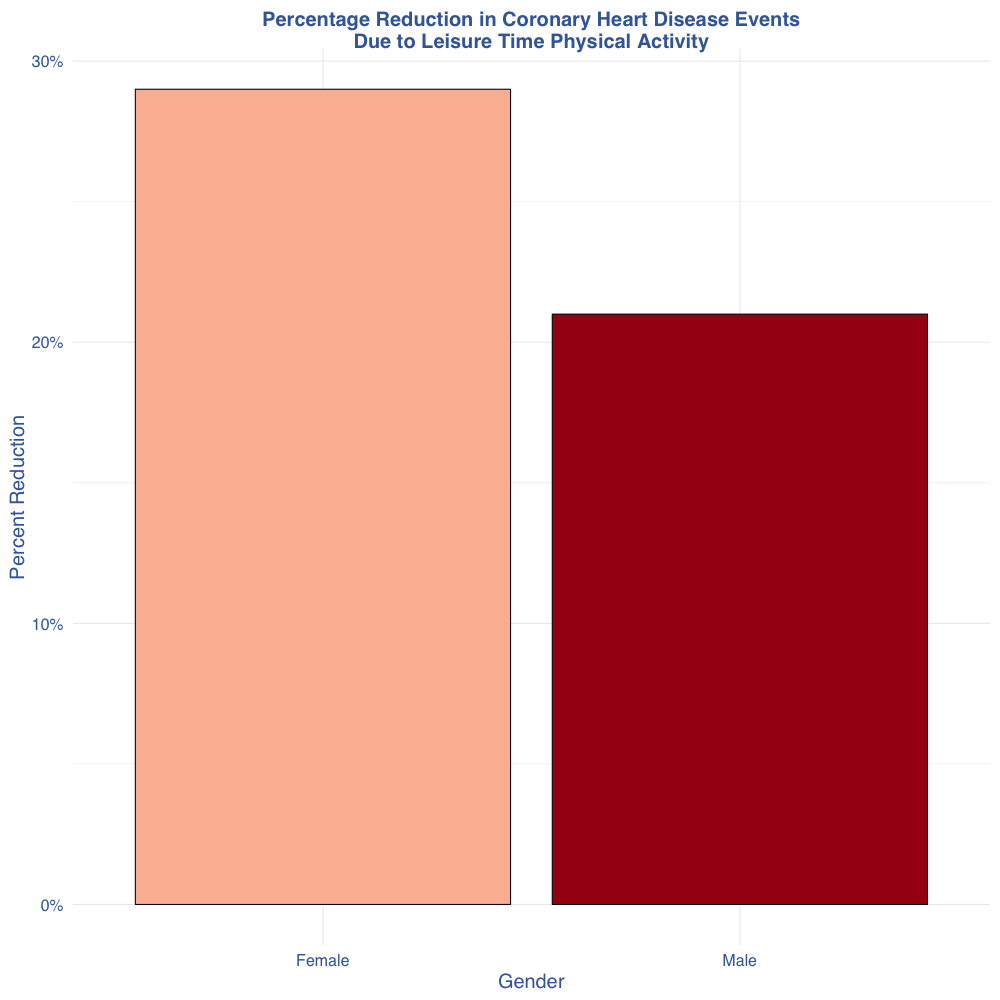 Percentage Reduction in Coronary Heart Disease Events
Due to Leisure Time Physical Activity
30%
20%
10%
0%
Percent Reduction
Female
Male
Gender